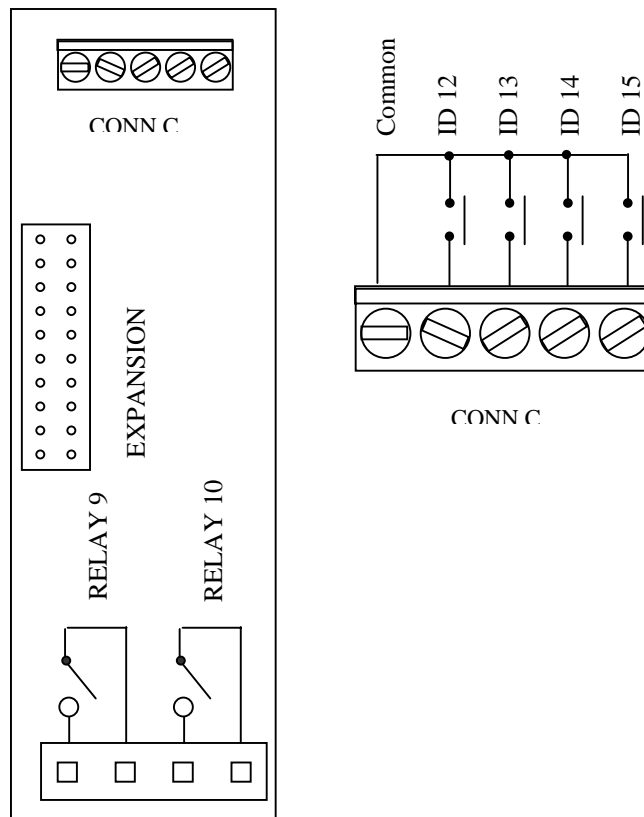 CONN C
EXPANSION
RELAY 9
RELAY 10
Common
ID 12
ID 13
ID 14
ID 15
CONN C